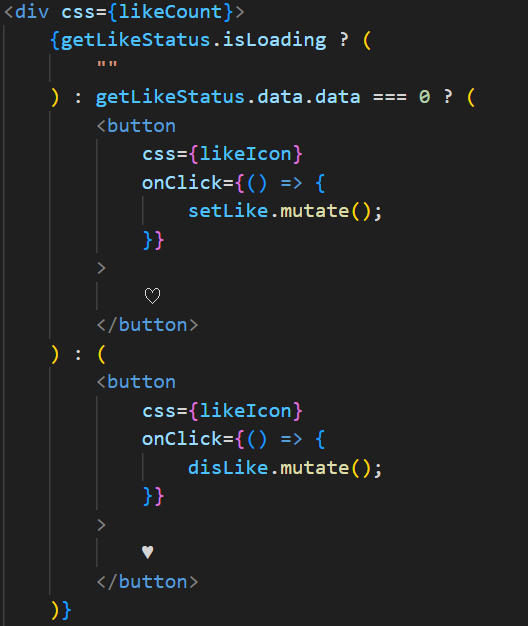 <div css={likeCount}>
    {getLikeStatus.isLoading ? (
        ""
    ) : getLikeStatus.data.data === 0 ? (
        <button
            css={likeIcon}
            onClick={() => {
                setLike.mutate();
            }}
        >
            ♡
        </button>
    ) : (
        <button
            css={likeIcon}
            onClick={() => {
                disLike.mutate();
            }}
        >
            ♥
        </button>
    )}